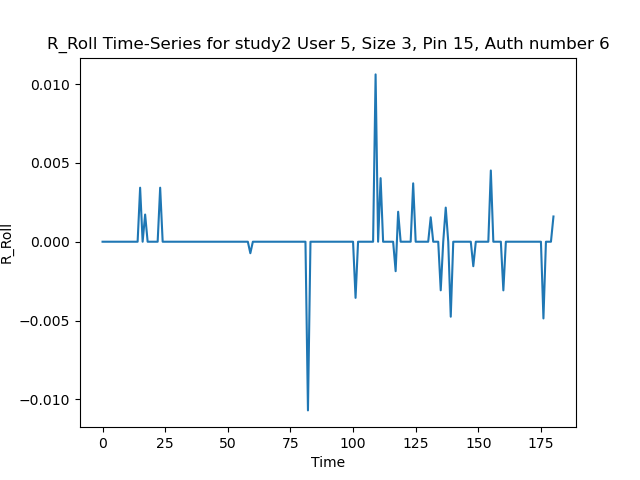 R_Roll Time-Series for study2 User 5, Size 3, Pin 15, Auth number 6
0.010
0.005
0.000
−0.005
−0.010
R_Roll
0 25 50 75 100 125 150 175
Time